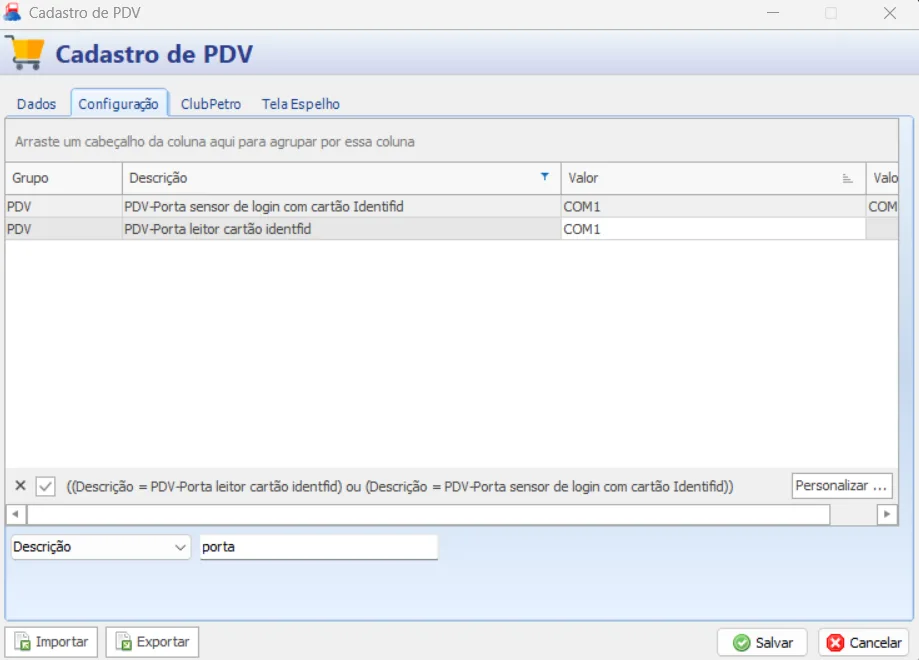 Cadastro de PDV
Cadastro de PDV
Dados Configuração ClubPetro Tela Espelho
Arraste um cabeçalho da coluna aqui para agrupar por essa coluna
Grupo Descrição Valor Valo
PDV PDV-Porta sensor de login com cartão Identifid COM1 COM
PDV PDV-Porta leitor cartão identfid COM1
((Descrição = PDV-Porta leitor cartão identfid) ou (Descrição = PDV-Porta sensor de login com cartão Identifid)) Personalizar ...
Descrição porta
Importar Exportar Salvar Cancelar